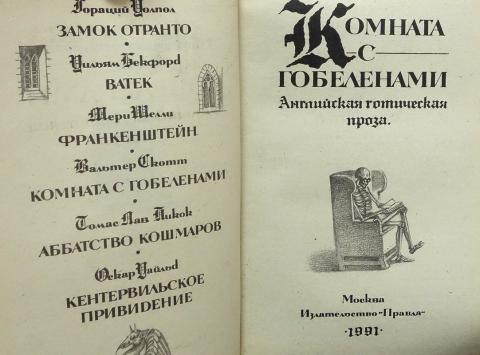 Гораций Уолпол
ЗАМОК ОТРАНТО
Уильям Бекфорд
ВАТЕК
Мери Шелли
ФРАНКЕНШТЕЙН
Вальтер Скотт
КОМНАТА С ГОБЕЛЕНАМИ
Томас Лав Пикок
АББАТСТВО КОШМАРОВ
Оскар Уайльд
КЕНТЕРВИЛЬСКОЕ
ПРИВИДЕНИЕ
КОМНАТА
С
ГОБЕЛЕНАМИ
Английская готическая
проза.
Москва
Издательство «Правда»
·1991·